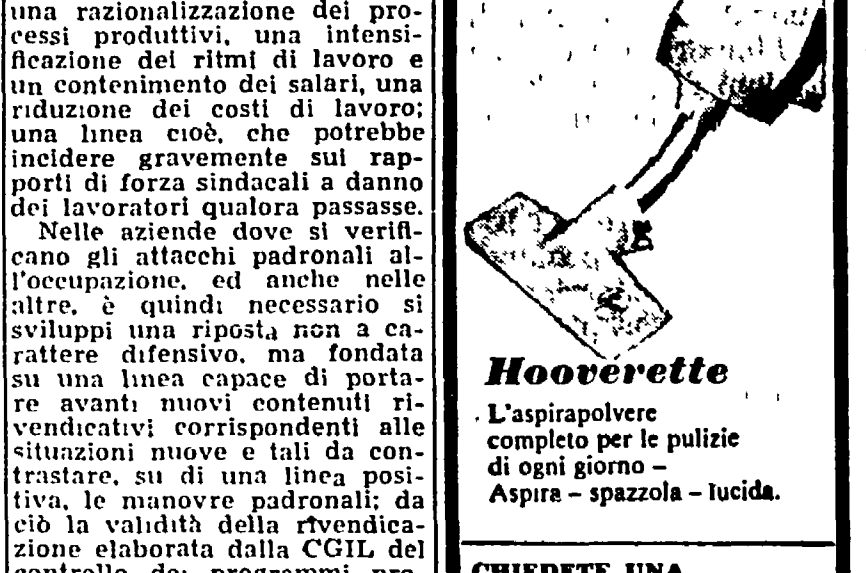 una razionalizzazione dei pro-
cessi produttivi, una intensi-
ficazione dei ritmi di lavoro e
un contenimento dei salari, una
riduzione dei costi di lavoro;
una linea cioè, che potrebbe
incidere gravemente sui rap-
porti di forza sindacali a danno
dei lavoratori qualora passasse.
Nelle aziende dove si verifi-
cano gli attacchi padronali al-
l'occupazione, ed anche nelle
altre, è quindi necessario si
sviluppi una riposta non a ca-
rattere difensivo, ma fondata
su una linea capace di porta-
re avanti nuovi contenuti ri-
vendicativi corrispondenti alle
situazioni nuove e tali da con-
trastare, su di una linea posi-
tiva, le manovre padronali; da
ciò la validità della rivendica-
zione elaborata dalla CGIL del
controllo dei programmi pro-
Hooverette
L'aspirapolvere
completo per le pulizie
di ogni giorno –
Aspira – spazzola – lucida.
CHIEDETE UNA